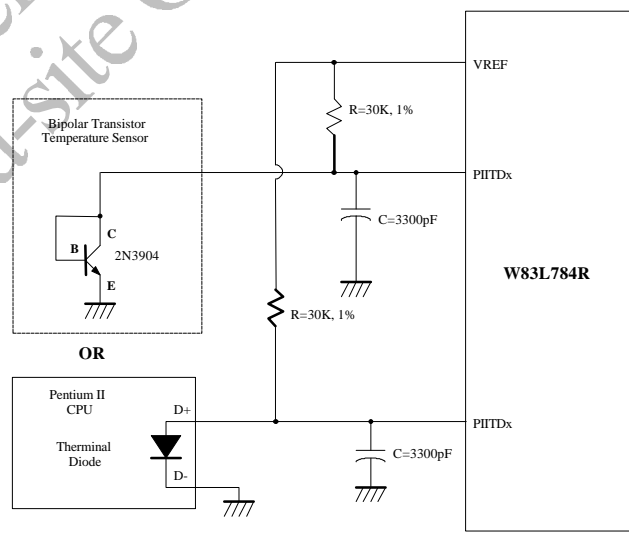 VREF
R=30K, 1%
Bipolar Transistor
Temperature Sensor
PIITDx
C
B
2N3904
E
C=3300pF
W83L784R
R=30K, 1%
OR
Pentium II
CPU
D+
PIITDx
Therminal
Diode
D-
C=3300pF